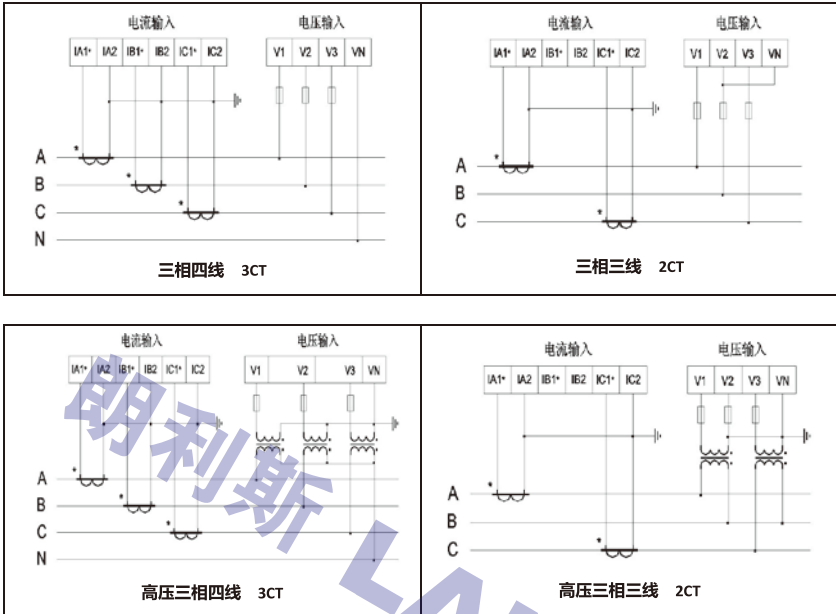 电流输入 电压输入
IA1* IA2 IB1* IB2 IC1* IC2 V1 V2 V3 VN
*
A
*
B
*
C
N
三相四线 3CT
电流输入 电压输入
IA1* IA2 IB1* IB2 IC1* IC2 V1 V2 V3 VN
*
A
B
*
C
三相三线 2CT
电流输入 电压输入
IA1* IA2 IB1* IB2 IC1* IC2 V1 V2 V3 VN
*
A
*
B
*
C
N
高压三相四线 3CT
电流输入 电压输入
IA1* IA2 IB1* IB2 IC1* IC2 V1 V2 V3 VN
*
A
B
*
C
高压三相三线 2CT
朗利斯